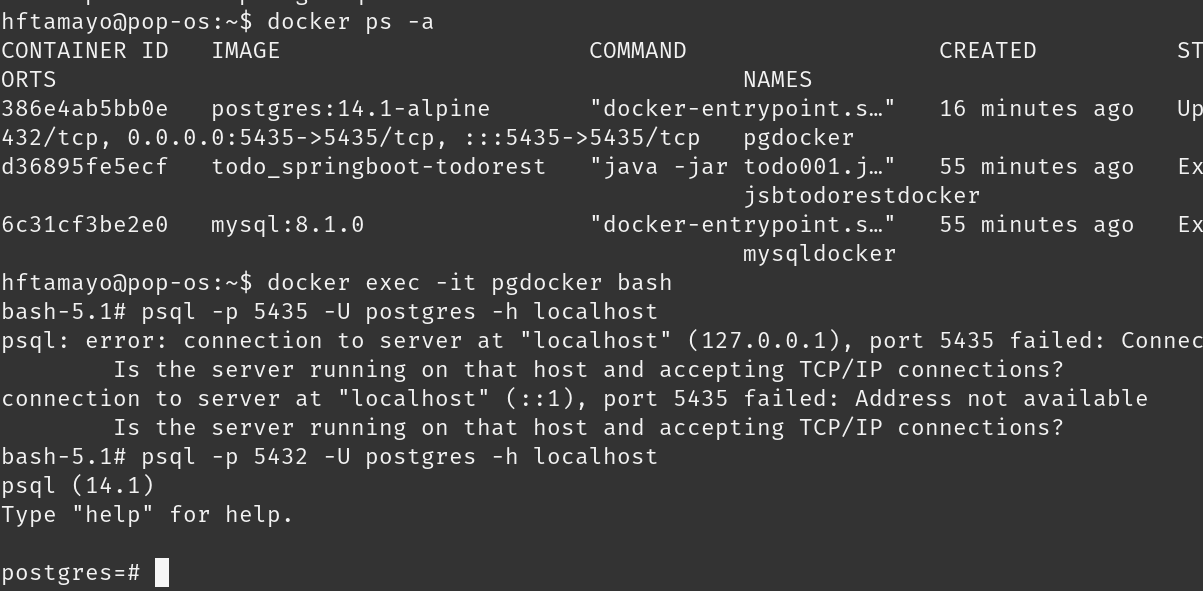 hftamayo@pop-os:~$ docker ps -a
CONTAINER ID   IMAGE                      COMMAND                  CREATED          ST
ORTS                                                 NAMES
386e4ab5bb0e   postgres:14.1-alpine       "docker-entrypoint.s…"   16 minutes ago   Up
432/tcp, 0.0.0.0:5435->5435/tcp, :::5435->5435/tcp   pgdocker
d36895fe5ecf   todo_springboot-todorest   "java -jar todo001.j…"   55 minutes ago   Ex
                                                     jsbtodorestdocker
6c31cf3be2e0   mysql:8.1.0                "docker-entrypoint.s…"   55 minutes ago   Ex
                                                     mysqldocker
hftamayo@pop-os:~$ docker exec -it pgdocker bash
bash-5.1# psql -p 5435 -U postgres -h localhost
psql: error: connection to server at "localhost" (127.0.0.1), port 5435 failed: Connec
        Is the server running on that host and accepting TCP/IP connections?
connection to server at "localhost" (::1), port 5435 failed: Address not available
        Is the server running on that host and accepting TCP/IP connections?
bash-5.1# psql -p 5432 -U postgres -h localhost
psql (14.1)
Type "help" for help.

postgres=#